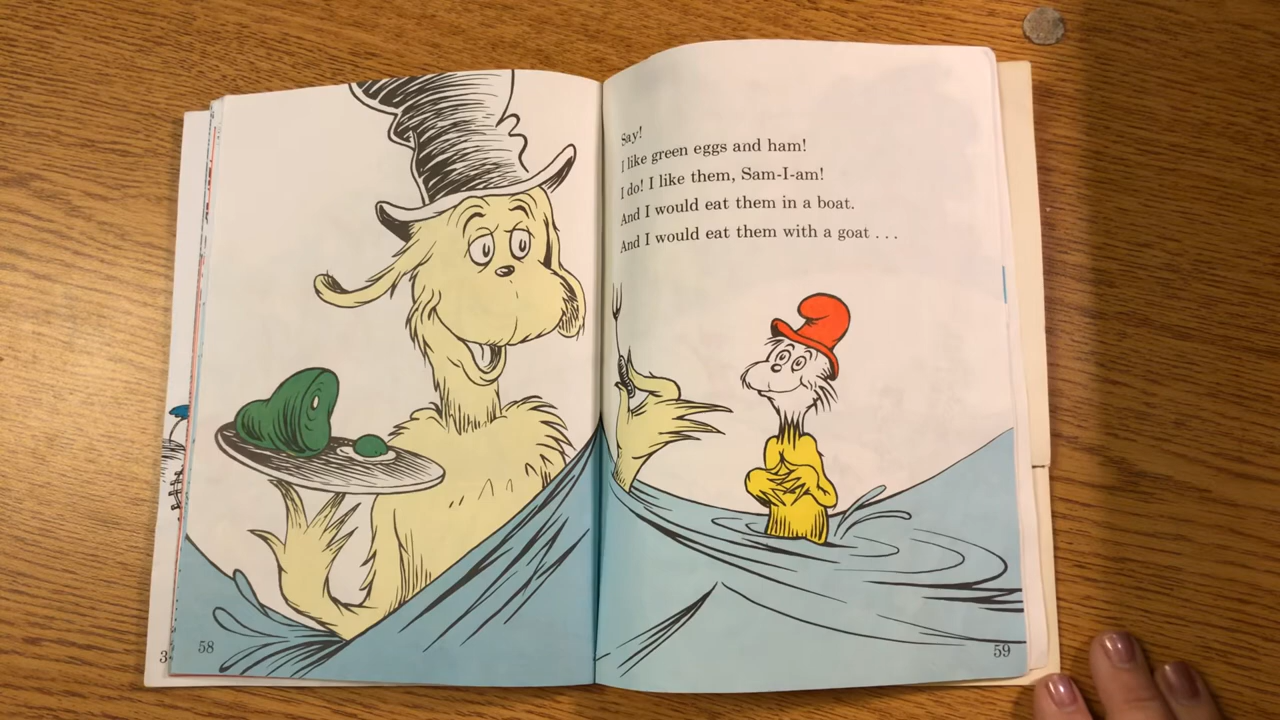 Say!
I like green eggs and ham!
I do! I like them, Sam-I-am!
And I would eat them in a boat.
And I would eat them with a goat . . .
58
59
3